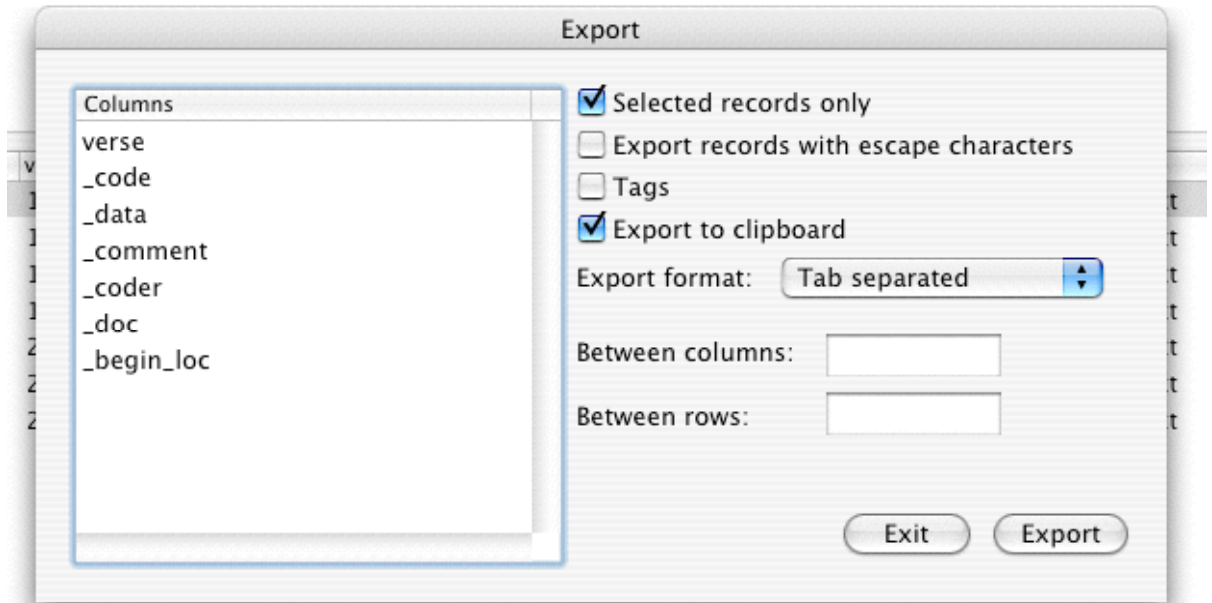 Export
Columns
verse
_code
_data
_comment
_coder
_doc
_begin_loc
Selected records only
Export records with escape characters
Tags
Export to clipboard
Export format: Tab separated
Between columns:
Between rows:
Exit Export